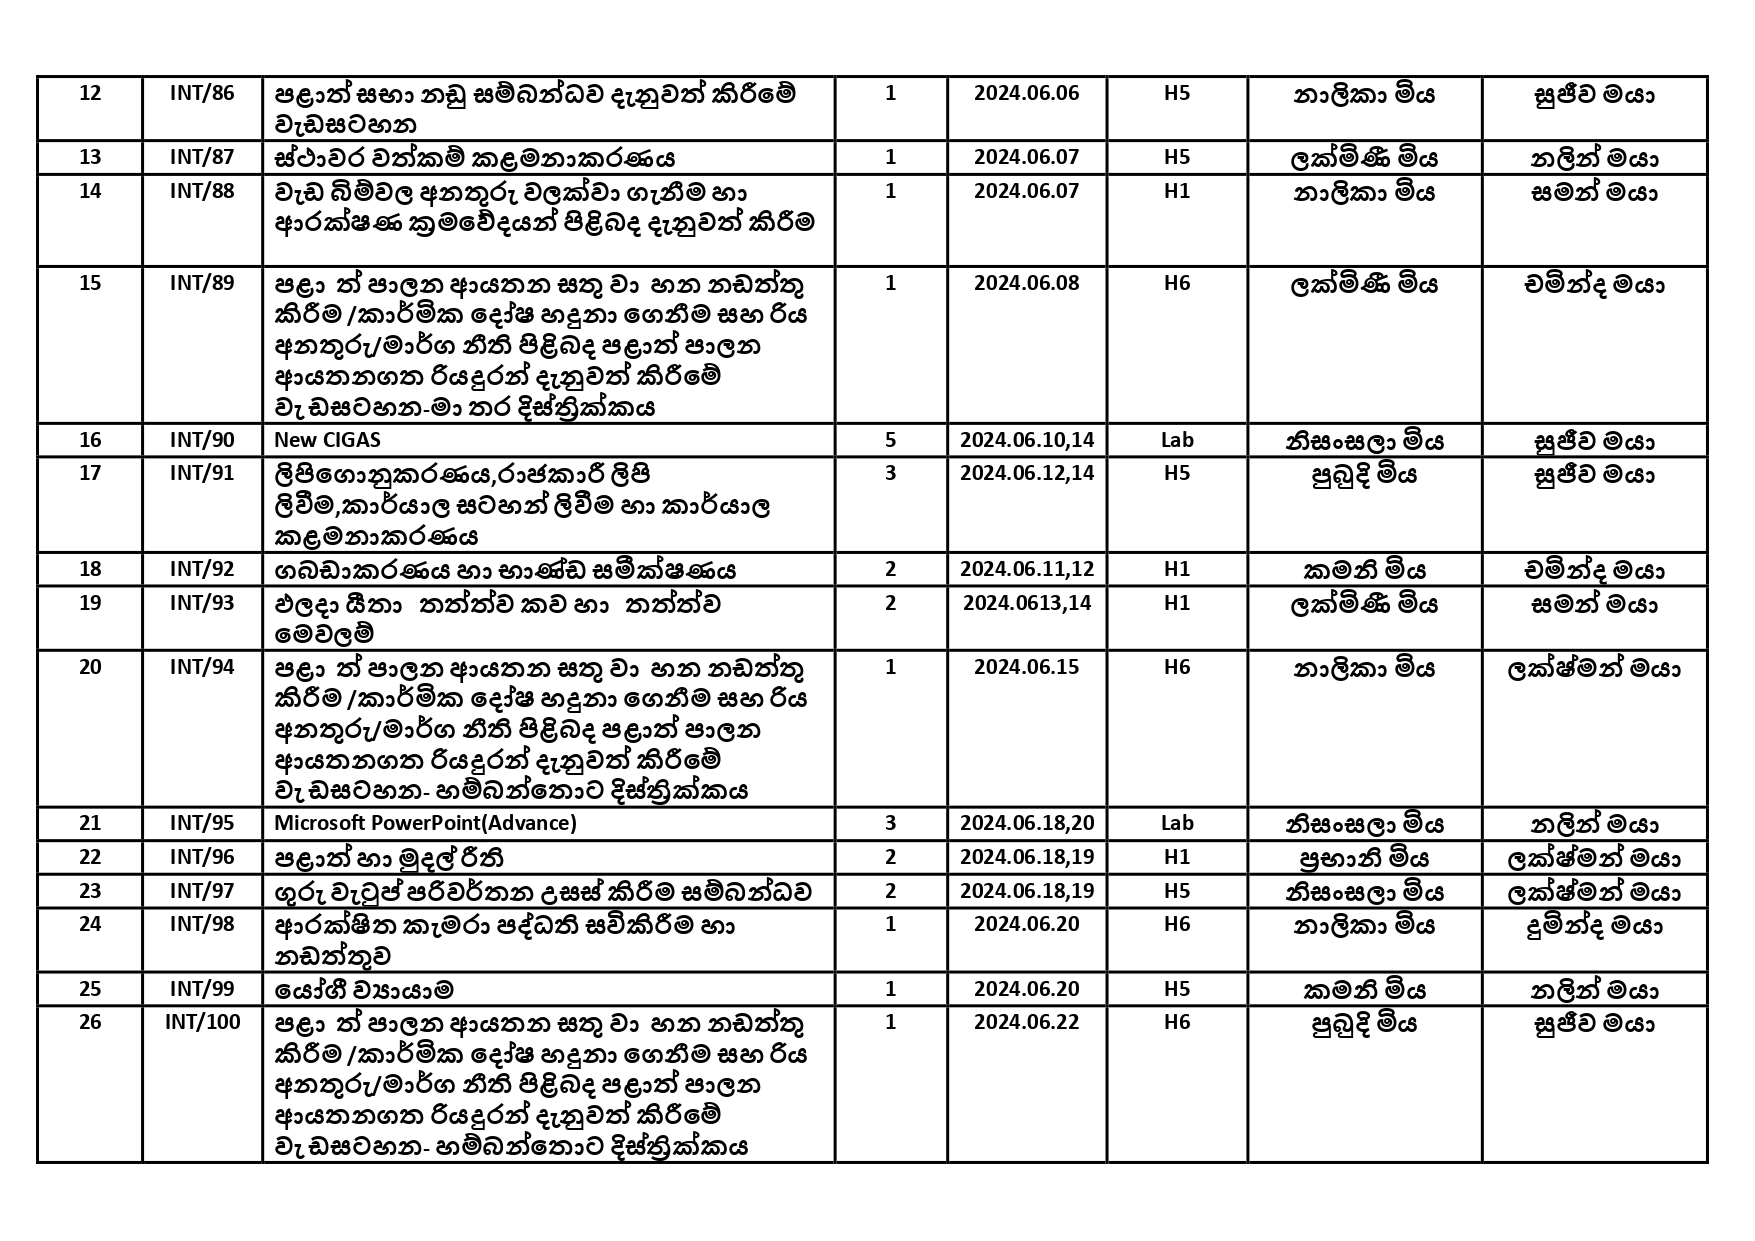 12 INT/86 පළාත් සභා නඩු සම්බන්ධව දැනුවත් කිරීමේ 1 2024.06.06 H5 නාලිකා මිය සුජීව මයා
වැඩසටහන
13 INT/87 ස්ථාවර වත්කම් කළමනාකරණය 1 2024.06.07 H5 ලක්මිණී මිය නලින් මයා
14 INT/88 වැඩ බිම්වල අනතුරු වලක්වා ගැනීම හා 1 2024.06.07 H1 නාලිකා මිය සමන් මයා
ආරක්ෂණ ක්‍රමවේදයන් පිළිබද දැනුවත් කිරීම
15 INT/89 පළා ත් පාලන ආයතන සතු වා හන නඩත්තු 1 2024.06.08 H6 ලක්මිණී මිය චමින්ද මයා
කිරීම /කාර්මික දෝෂ හදුනා ගෙනීම සහ රිය
අනතුරු/මාර්ග නීති පිළිබද පළාත් පාලන
ආයතනගත රියදුරන් දැනුවත් කිරීමේ
වැ ඩසටහන-මා තර දිස්ත්‍රික්කය
16 INT/90 New CIGAS 5 2024.06.10,14 Lab නිසංසලා මිය සුජීව මයා
17 INT/91 ලිපිගොනුකරණය,රාජකාරී ලිපි 3 2024.06.12,14 H5 පුබුදි මිය සුජීව මයා
ලිවීම,කාර්යාල සටහන් ලිවීම හා කාර්යාල
කළමනාකරණය
18 INT/92 ගබඩාකරණය හා භාණ්ඩ සමීක්ෂණය 2 2024.06.11,12 H1 කමනි මිය චමින්ද මයා
19 INT/93 ඵලදා යීතා තත්ත්ව කව හා තත්ත්ව 2 2024.0613,14 H1 ලක්මිණී මිය සමන් මයා
මෙවලම්
20 INT/94 පළා ත් පාලන ආයතන සතු වා හන නඩත්තු 1 2024.06.15 H6 නාලිකා මිය ලක්ෂ්මන් මයා
කිරීම /කාර්මික දෝෂ හදුනා ගෙනීම සහ රිය
අනතුරු/මාර්ග නීති පිළිබද පළාත් පාලන
ආයතනගත රියදුරන් දැනුවත් කිරීමේ
වැ ඩසටහන- හම්බන්තොට දිස්ත්‍රික්කය
21 INT/95 Microsoft PowerPoint(Advance) 3 2024.06.18,20 Lab නිසංසලා මිය නලින් මයා
22 INT/96 පළාත් හා මුදල් රීති 2 2024.06.18,19 H1 ප්‍රභානි මිය ලක්ෂ්මන් මයා
23 INT/97 ගුරු වැටුප් පරිවර්තන උසස් කිරීම සම්බන්ධව 2 2024.06.18,19 H5 නිසංසලා මිය ලක්ෂ්මන් මයා
24 INT/98 ආරක්ෂිත කැමරා පද්ධති සවිකිරීම හා 1 2024.06.20 H6 නාලිකා මිය දුමින්ද මයා
නඩත්තුව
25 INT/99 යෝගී ව්‍යායාම 1 2024.06.20 H5 කමනි මිය නලින් මයා
26 INT/100 පළා ත් පාලන ආයතන සතු වා හන නඩත්තු 1 2024.06.22 H6 පුබුදි මිය සුජීව මයා
කිරීම /කාර්මික දෝෂ හදුනා ගෙනීම සහ රිය
අනතුරු/මාර්ග නීති පිළිබද පළාත් පාලන
ආයතනගත රියදුරන් දැනුවත් කිරීමේ
වැ ඩසටහන- හම්බන්තොට දිස්ත්‍රික්කය